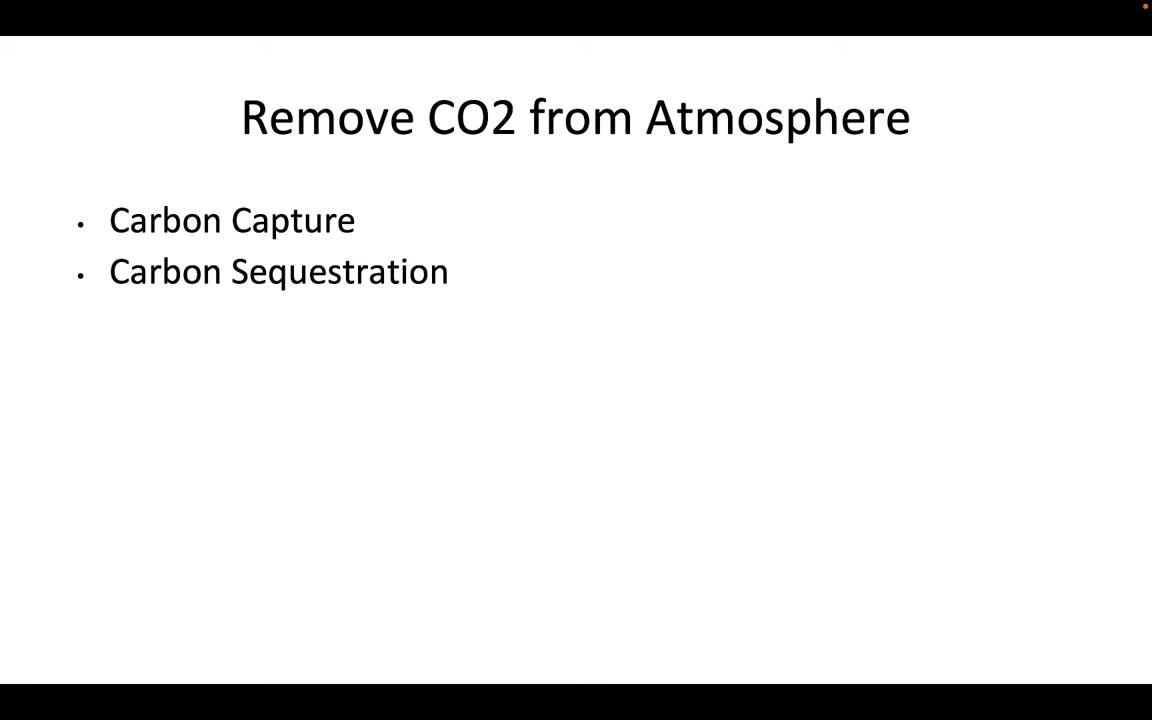 Remove CO2 from Atmosphere
• Carbon Capture
• Carbon Sequestration